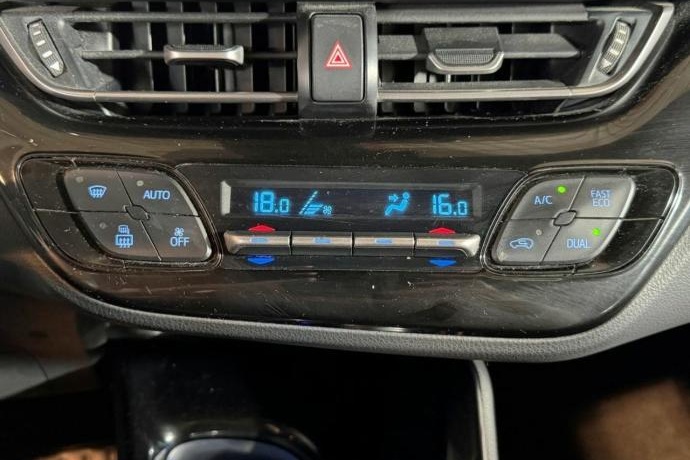 AUTO
OFF
18.0
16.0
A/C
FAST
ECO
DUAL